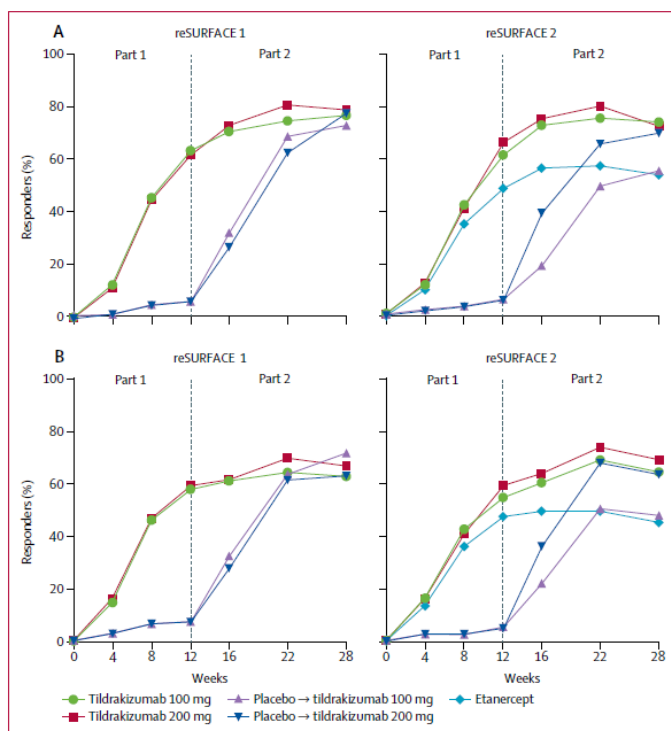 A
reSURFACE 1
reSURFACE 2
Part 1
Part 2
Part 1
Part 2
100
80
60
40
20
0
Responders (%)
0
4
8
12
16
22
28
0
4
8
12
16
22
28
B
reSURFACE 1
reSURFACE 2
Part 1
Part 2
Part 1
Part 2
100
80
60
40
20
0
Responders (%)
0
4
8
12
16
22
28
0
4
8
12
16
22
28
Weeks
Weeks
Tildrakizumab 100 mg
Placebo → tildrakizumab 100 mg
Etanercept
Tildrakizumab 200 mg
Placebo → tildrakizumab 200 mg